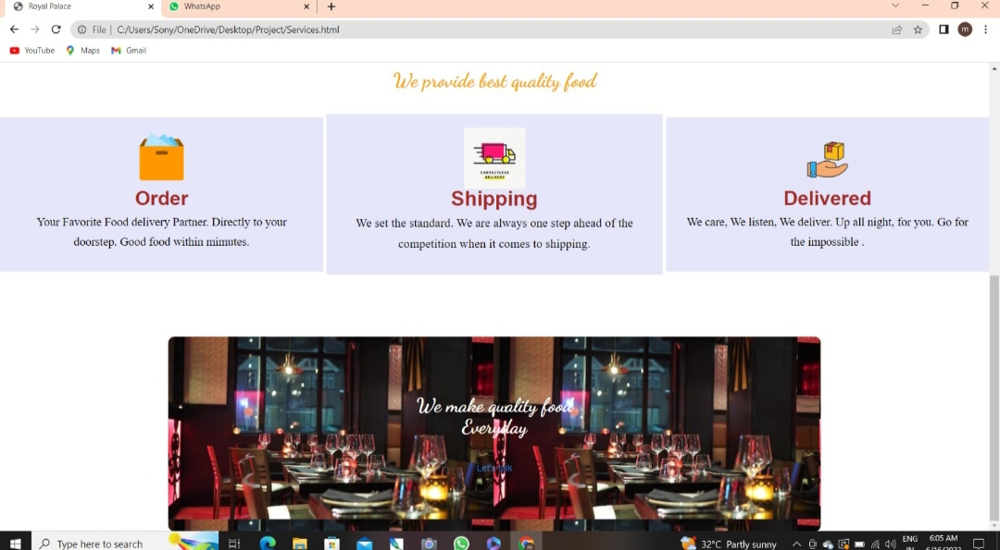 Royal Palace
WhatsApp
File | C:/Users/Sony/OneDrive/Desktop/Project/Services.html
m
YouTube
Maps
Gmail
We provide best quality food
CONTACTLESS
DELIVERY
Order
Shipping
Delivered
Your Favorite Food delivery Partner. Directly to your
doorstep. Good food within mimutes.
We set the standard. We are always one step ahead of the
competition when it comes to shipping.
We care, We listen, We deliver. Up all night, for you. Go for
the impossible .
We make quality food
Everyday
Let's talk
Type here to search
32°C Partly sunny
ENG
IN
6:05 AM